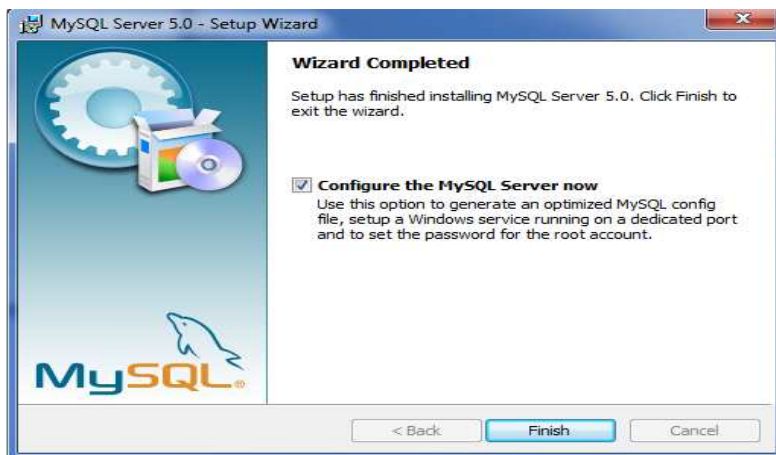 MySQL Server 5.0 - Setup Wizard
Wizard Completed
Setup has finished installing MySQL Server 5.0. Click Finish to
exit the wizard.
Configure the MySQL Server now
Use this option to generate an optimized MySQL config
file, setup a Windows service running on a dedicated port
and to set the password for the root account.
MySQL®
< Back
Finish
Cancel